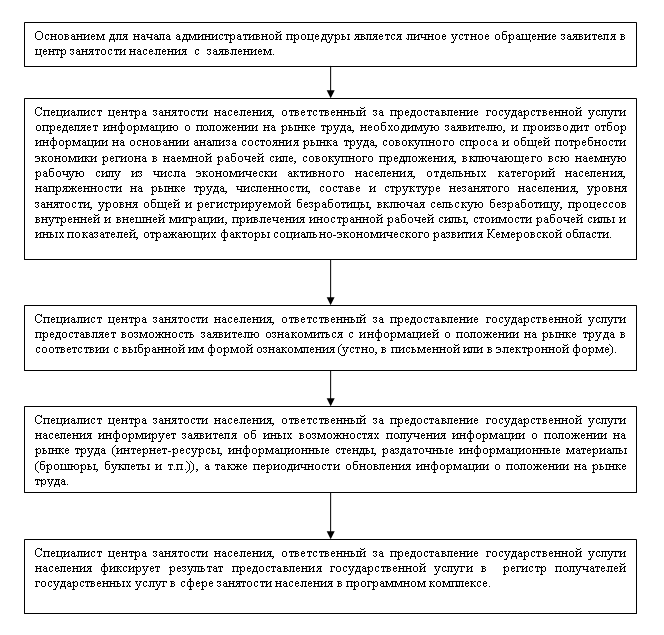 Основанием для начала административной процедуры является личное устное обращение заявителя в
центр занятости населения с заявлением.
Специалист центра занятости населения, ответственный за предоставление государственной услуги
определяет информацию о положении на рынке труда, необходимую заявителю, и производит отбор
информации на основании анализа состояния рынка труда, совокупного спроса и общей потребности
экономики региона в наемной рабочей силе, совокупного предложения, включающего всю наемную
рабочую силу из числа экономически активного населения, отдельных категорий населения,
напряженности на рынке труда, численности, составе и структуре незанятого населения, уровня
занятости, уровня общей и регистрируемой безработицы, включая сельскую безработицу, процессов
внутренней и внешней миграции, привлечения иностранной рабочей силы, стоимости рабочей силы и
иных показателей, отражающих факторы социально-экономического развития Кемеровской области.
Специалист центра занятости населения, ответственный за предоставление государственной услуги
предоставляет возможность заявителю ознакомиться с информацией о положении на рынке труда в
соответствии с выбранной им формой ознакомления (устно, в письменной или в электронной форме).
Специалист центра занятости населения, ответственный за предоставление государственной услуги
населения информирует заявителя об иных возможностях получения информации о положении на
рынке труда (интернет-ресурсы, информационные стенды, раздаточные информационные материалы
(брошюры, буклеты и т.п.)), а также периодичности обновления информации о положении на рынке
труда.
Специалист центра занятости населения, ответственный за предоставление государственной услуги
населения фиксирует результат предоставления государственной услуги в регистр получателей
государственных услуг в сфере занятости населения в программном комплексе.